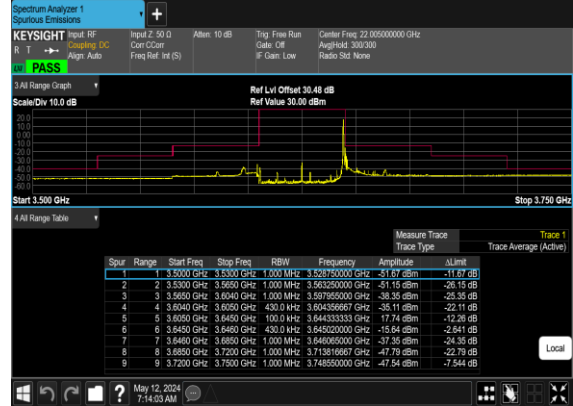 Spectrum Analyzer 1
Spurious Emissions
+
KEYSIGHT Input: RF Input Z: 50 Ω Atten: 10 dB Trig: Free Run Center Freq: 22.005000000 GHz
R T Coupling: DC Corr CCorr Gate: Off Avg|Hold: 300/300
Align: Auto Freq Ref: Int (S) IF Gain: Low Radio Std: None
PASS
3 All Range Graph
Ref Lvl Offset 30.48 dB
Scale/Div 10.0 dB Ref Value 30.00 dBm
20.0
10.0
0.00
-10.0
-20.0
-30.0
-40.0
-50.0
-60.0
Start 3.500 GHz Stop 3.750 GHz
4 All Range Table
Measure Trace Trace 1
Trace Type Trace Average (Active)
Spur Range Start Freq Stop Freq RBW Frequency Amplitude ΔLimit
1 1 3.5000 GHz 3.5300 GHz 1.000 MHz 3.528750000 GHz -51.67 dBm -11.67 dB
2 2 3.5300 GHz 3.5650 GHz 1.000 MHz 3.563250000 GHz -51.15 dBm -26.15 dB
3 3 3.5650 GHz 3.6040 GHz 1.000 MHz 3.597955000 GHz -38.35 dBm -25.35 dB
4 4 3.6040 GHz 3.6050 GHz 430.0 kHz 3.604356667 GHz -35.11 dBm -22.11 dB
5 5 3.6050 GHz 3.6450 GHz 100.0 kHz 3.644333333 GHz 17.74 dBm -12.26 dB
6 6 3.6450 GHz 3.6460 GHz 430.0 kHz 3.645020000 GHz -15.64 dBm -2.641 dB
7 7 3.6460 GHz 3.6850 GHz 1.000 MHz 3.646065000 GHz -37.35 dBm -24.35 dB
8 8 3.6850 GHz 3.7200 GHz 1.000 MHz 3.713816667 GHz -47.79 dBm -22.79 dB
9 9 3.7200 GHz 3.7500 GHz 1.000 MHz 3.748550000 GHz -47.54 dBm -7.544 dB
Local
? May 12, 2024
7:14:03 AM